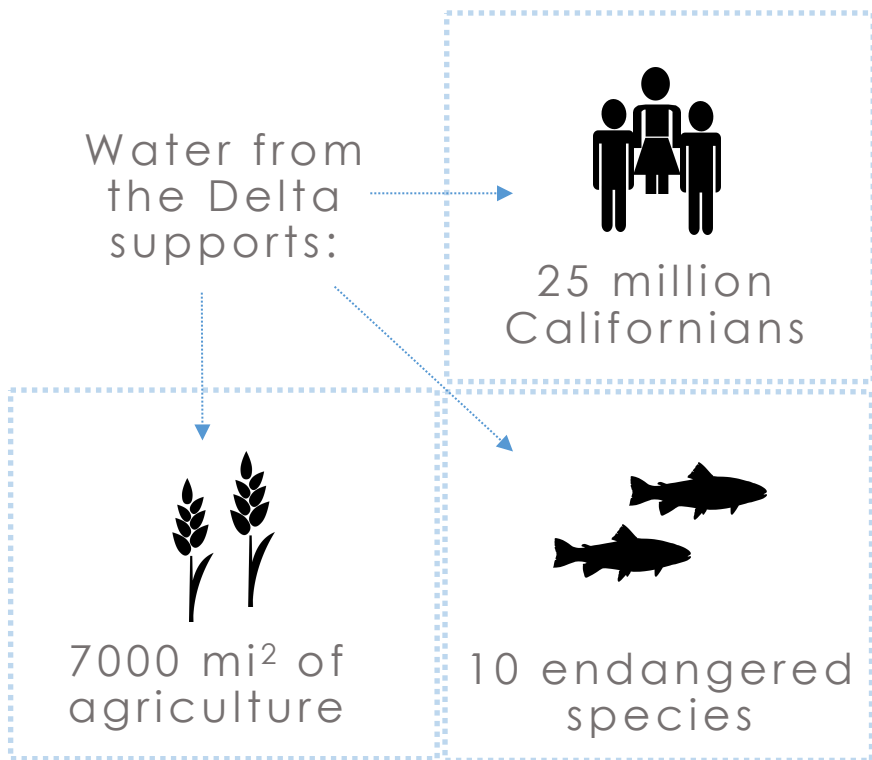 Water from
the Delta
supports:
25 million
Californians
7000 mi² of
agriculture
10 endangered
species